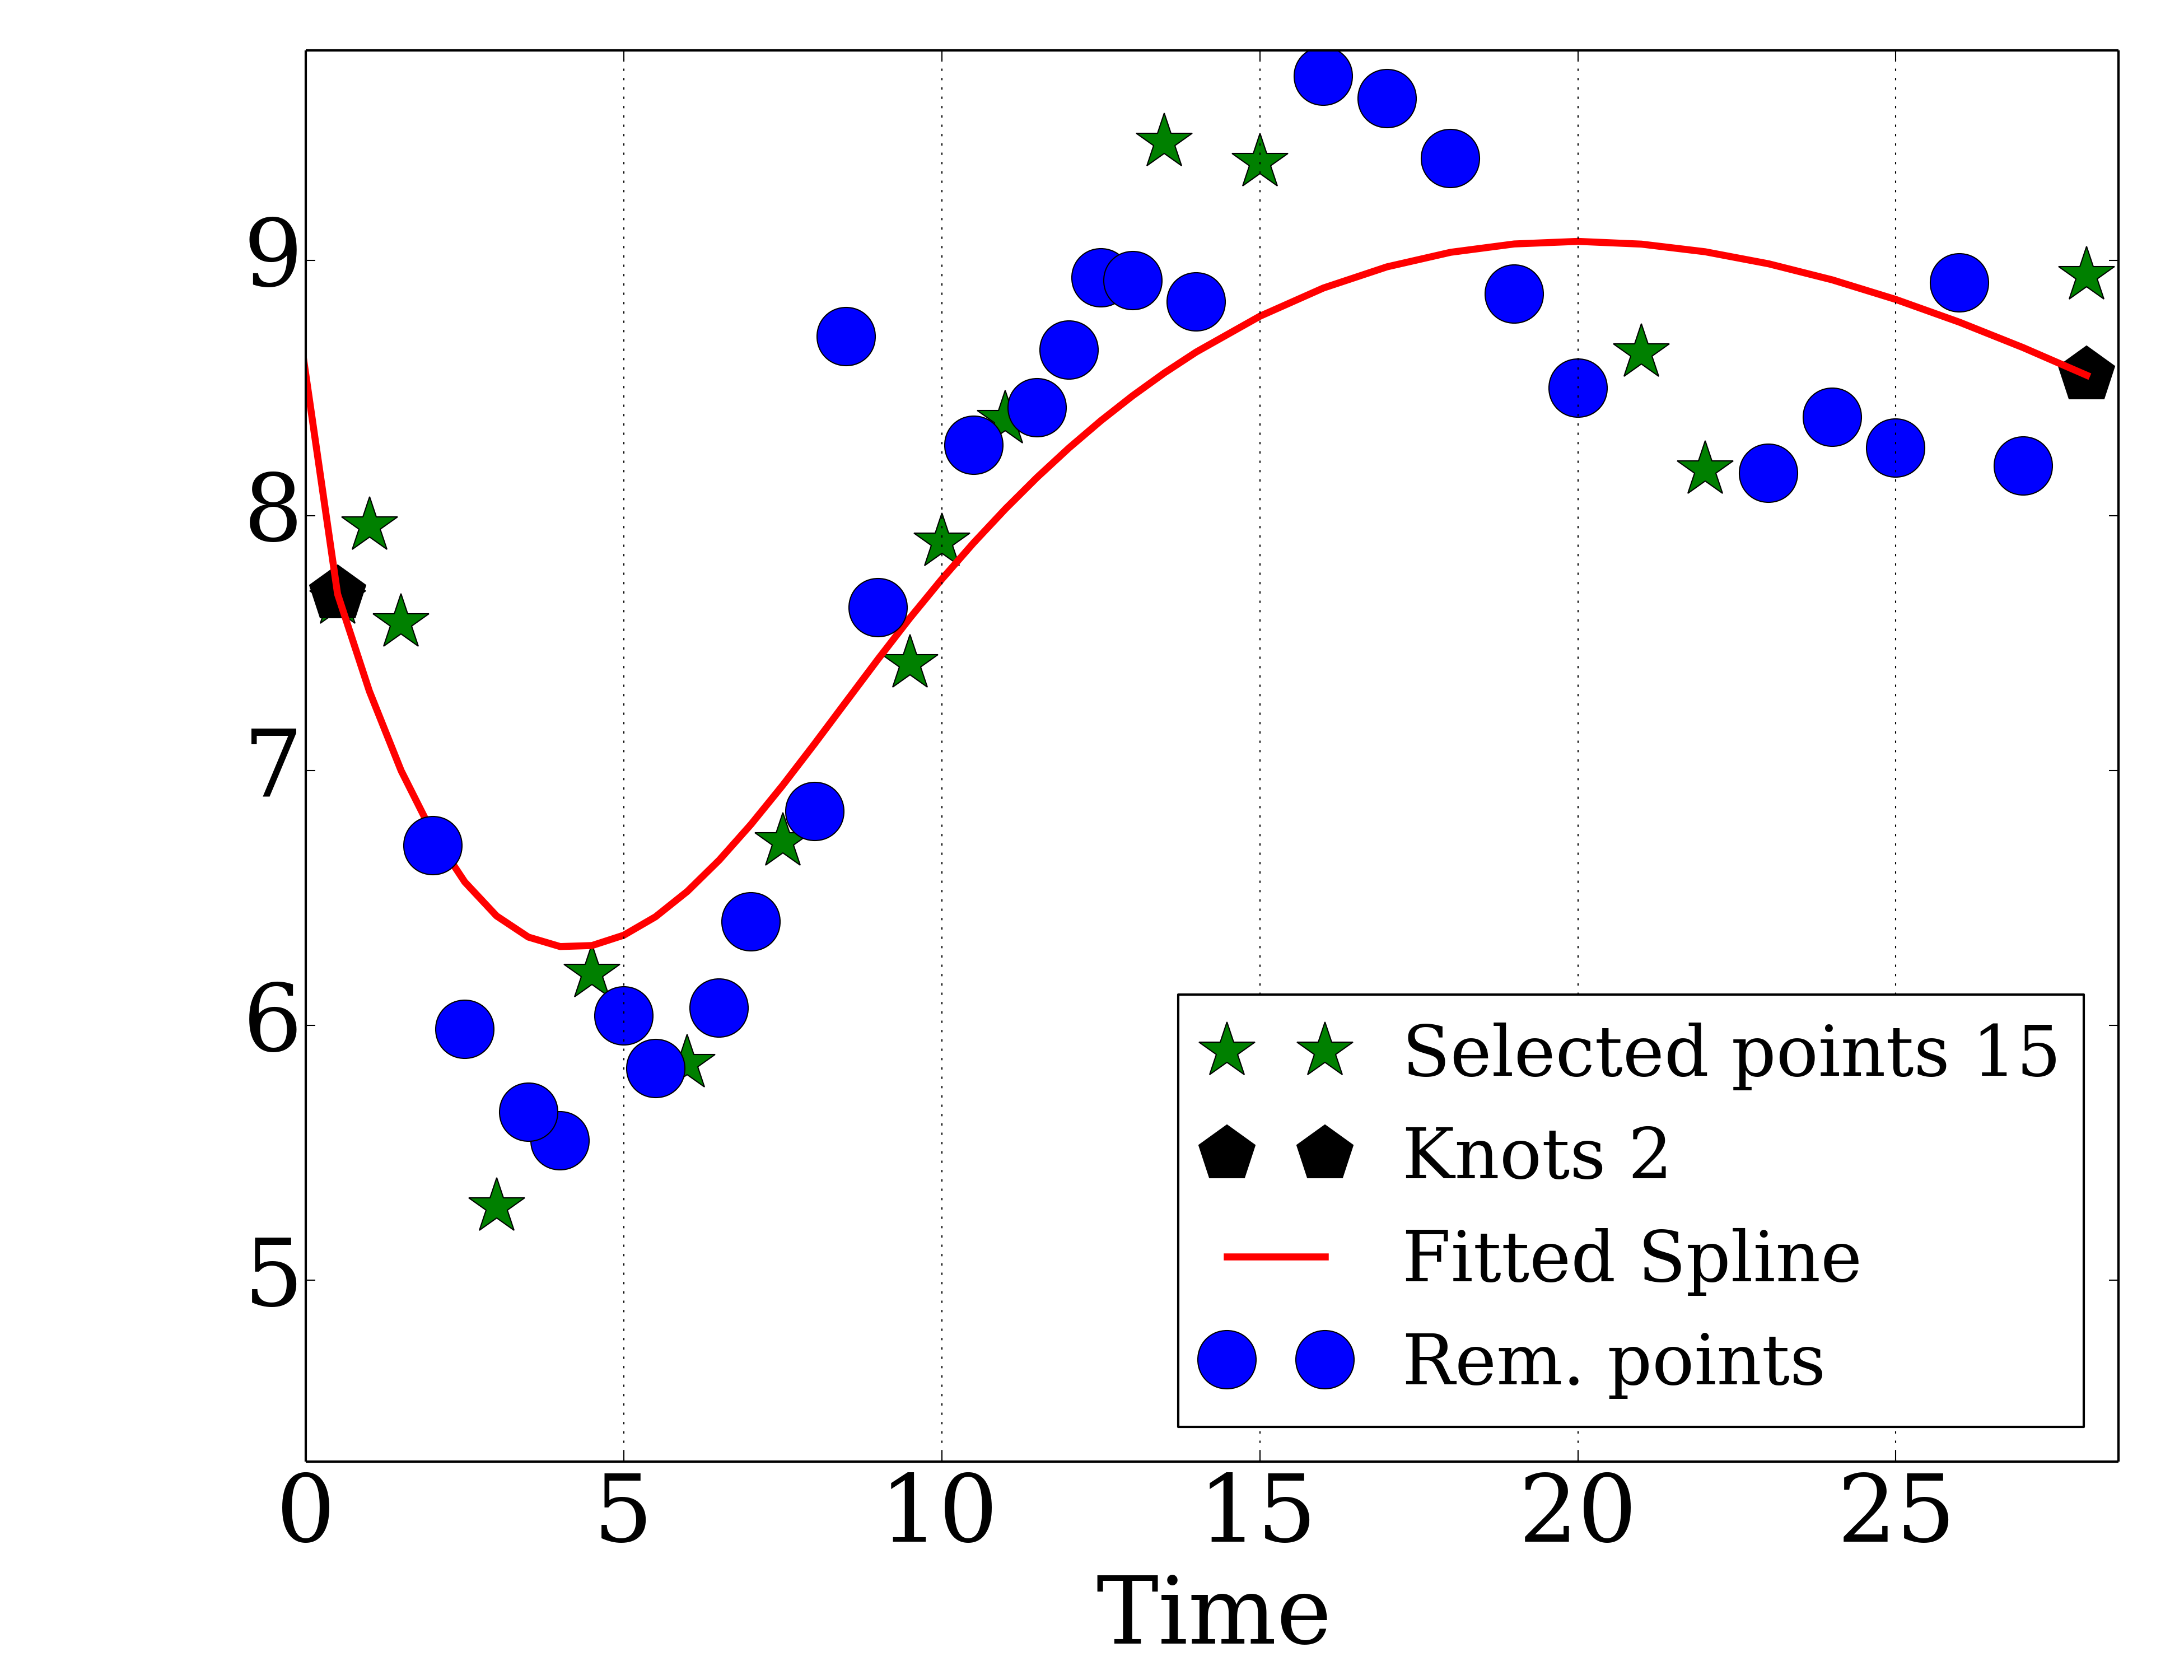 9
8
7
6
5
Selected points 15
Knots 2
Fitted Spline
Rem. points
0 5 10 15 20 25
Time